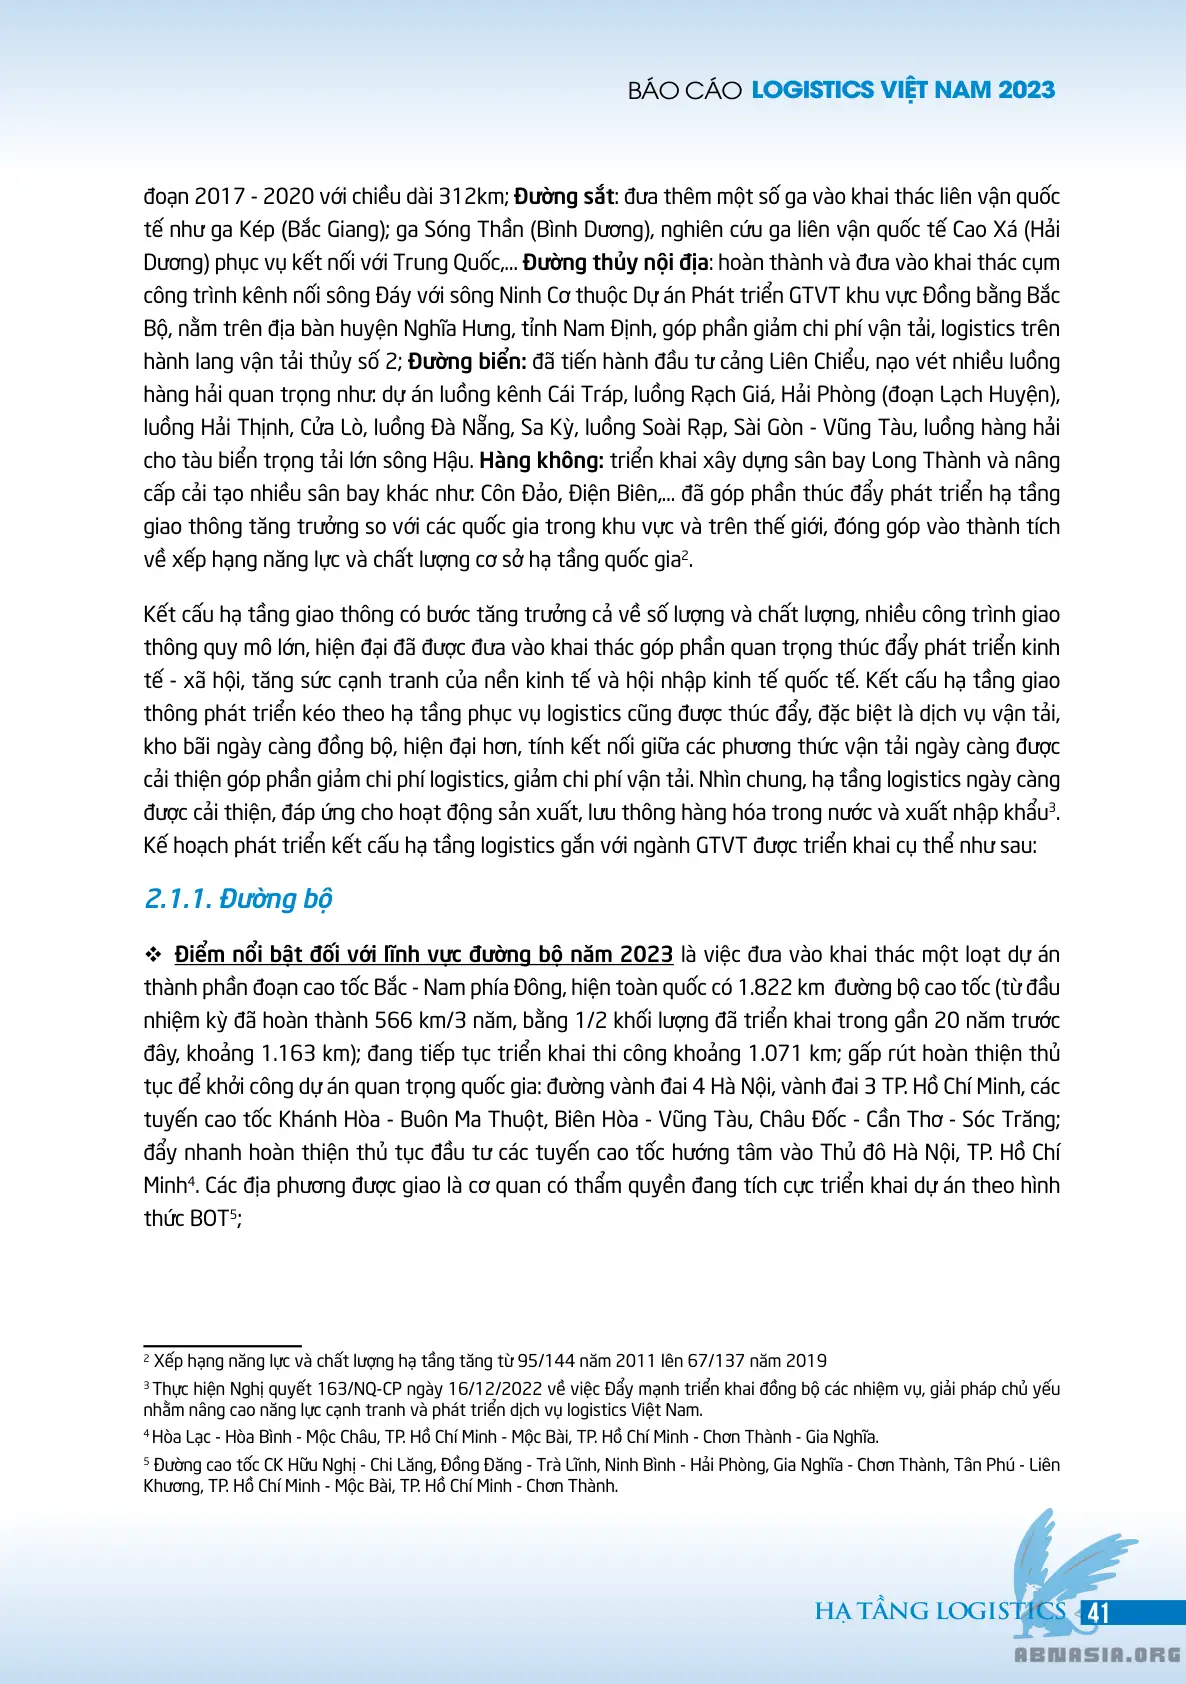 BÁO CÁO LOGISTICS VIỆT NAM 2023
đoạn 2017 - 2020 với chiều dài 312km; Đường sắt: đưa thêm một số ga vào khai thác liên vận quốc
tế như ga Kép (Bắc Giang); ga Sóng Thần (Bình Dương), nghiên cứu ga liên vận quốc tế Cao Xá (Hải
Dương) phục vụ kết nối với Trung Quốc,... Đường thủy nội địa: hoàn thành và đưa vào khai thác cụm
công trình kênh nối sông Đáy với sông Ninh Cơ thuộc Dự án Phát triển GTVT khu vực Đồng bằng Bắc
Bộ, nằm trên địa bàn huyện Nghĩa Hưng, tỉnh Nam Định, góp phần giảm chi phí vận tải, logistics trên
hành lang vận tải thủy số 2; Đường biển: đã tiến hành đầu tư cảng Liên Chiểu, nạo vét nhiều luồng
hàng hải quan trọng như: dự án luồng kênh Cái Tráp, luồng Rạch Giá, Hải Phòng (đoạn Lạch Huyện),
luồng Hải Thịnh, Cửa Lò, luồng Đà Nẵng, Sa Kỳ, luồng Soài Rạp, Sài Gòn - Vũng Tàu, luồng hàng hải
cho tàu biển trọng tải lớn sông Hậu. Hàng không: triển khai xây dựng sân bay Long Thành và nâng
cấp cải tạo nhiều sân bay khác như: Côn Đảo, Điện Biên,... đã góp phần thúc đẩy phát triển hạ tầng
giao thông tăng trưởng so với các quốc gia trong khu vực và trên thế giới, đóng góp vào thành tích
về xếp hạng năng lực và chất lượng cơ sở hạ tầng quốc gia².
Kết cấu hạ tầng giao thông có bước tăng trưởng cả về số lượng và chất lượng, nhiều công trình giao
thông quy mô lớn, hiện đại đã được đưa vào khai thác góp phần quan trọng thúc đẩy phát triển kinh
tế - xã hội, tăng sức cạnh tranh của nền kinh tế và hội nhập kinh tế quốc tế. Kết cấu hạ tầng giao
thông phát triển kéo theo hạ tầng phục vụ logistics cũng được thúc đẩy, đặc biệt là dịch vụ vận tải,
kho bãi ngày càng đồng bộ, hiện đại hơn, tính kết nối giữa các phương thức vận tải ngày càng được
cải thiện góp phần giảm chi phí logistics, giảm chi phí vận tải. Nhìn chung, hạ tầng logistics ngày càng
được cải thiện, đáp ứng cho hoạt động sản xuất, lưu thông hàng hóa trong nước và xuất nhập khẩu³.
Kế hoạch phát triển kết cấu hạ tầng logistics gắn với ngành GTVT được triển khai cụ thể như sau:
2.1.1. Đường bộ
❖ Điểm nổi bật đối với lĩnh vực đường bộ năm 2023 là việc đưa vào khai thác một loạt dự án
thành phần đoạn cao tốc Bắc - Nam phía Đông, hiện toàn quốc có 1.822 km đường bộ cao tốc (từ đầu
nhiệm kỳ đã hoàn thành 566 km/3 năm, bằng 1/2 khối lượng đã triển khai trong gần 20 năm trước
đây, khoảng 1.163 km); đang tiếp tục triển khai thi công khoảng 1.071 km; gấp rút hoàn thiện thủ
tục để khởi công dự án quan trọng quốc gia: đường vành đai 4 Hà Nội, vành đai 3 TP. Hồ Chí Minh, các
tuyến cao tốc Khánh Hòa - Buôn Ma Thuột, Biên Hòa - Vũng Tàu, Châu Đốc - Cần Thơ - Sóc Trăng;
đẩy nhanh hoàn thiện thủ tục đầu tư các tuyến cao tốc hướng tâm vào Thủ đô Hà Nội, TP. Hồ Chí
Minh⁴. Các địa phương được giao là cơ quan có thẩm quyền đang tích cực triển khai dự án theo hình
thức BOT⁵;
² Xếp hạng năng lực và chất lượng hạ tầng tăng từ 95/144 năm 2011 lên 67/137 năm 2019
³ Thực hiện Nghị quyết 163/NQ-CP ngày 16/12/2022 về việc Đẩy mạnh triển khai đồng bộ các nhiệm vụ, giải pháp chủ yếu
nhằm nâng cao năng lực cạnh tranh và phát triển dịch vụ logistics Việt Nam.
⁴ Hòa Lạc - Hòa Bình - Mộc Châu, TP. Hồ Chí Minh - Mộc Bài, TP. Hồ Chí Minh - Chơn Thành - Gia Nghĩa.
⁵ Đường cao tốc CK Hữu Nghị - Chi Lăng, Đồng Đăng - Trà Lĩnh, Ninh Bình - Hải Phòng, Gia Nghĩa - Chơn Thành, Tân Phú - Liên
Khương, TP. Hồ Chí Minh - Mộc Bài, TP. Hồ Chí Minh - Chơn Thành.
HẠ TẦNG LOGISTICS 41
ABNASIA.ORG